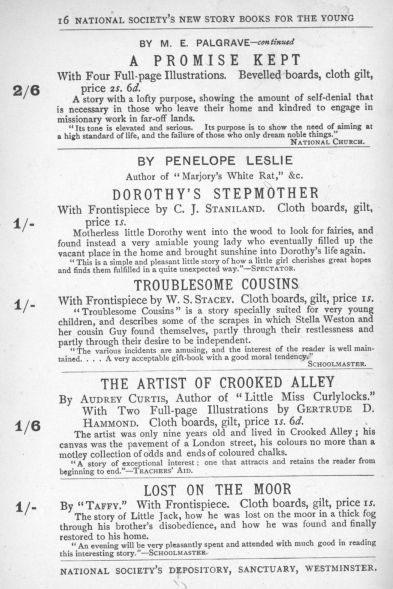 16 NATIONAL SOCIETY'S NEW STORY BOOKS FOR THE YOUNG
BY M. E. PALGRAVE—continued
A PROMISE KEPT
2/6 With Four Full-page Illustrations. Bevelled boards, cloth gilt,
price 2s. 6d.
A story with a lofty purpose, showing the amount of self-denial that
is necessary in those who leave their home and kindred to engage in
missionary work in far-off lands.
"Its tone is elevated and serious. Its purpose is to show the need of aiming at
a high standard of life, and the failure of those who only dream noble things."
NATIONAL CHURCH.
BY PENELOPE LESLIE
Author of "Marjory's White Rat," &c.
DOROTHY'S STEPMOTHER
With Frontispiece by C. J. STANILAND. Cloth boards, gilt,
1/- price 1s.
Motherless little Dorothy went into the wood to look for fairies, and
found instead a very amiable young lady who eventually filled up the
vacant place in the home and brought sunshine into Dorothy's life again.
"This is a simple and pleasant little story of how a little girl cherishes great hopes
and finds them fulfilled in a quite unexpected way."—SPECTATOR.
TROUBLESOME COUSINS
1/- With Frontispiece by W. S. STACEY. Cloth boards, gilt, price 1s.
"Troublesome Cousins" is a story specially suited for very young
children, and describes some of the scrapes in which Stella Weston and
her cousin Guy found themselves, partly through their restlessness and
partly through their desire to be independent.
"The various incidents are amusing, and the interest of the reader is well main-
tained. . . . A very acceptable gift-book with a good moral tendency."
SCHOOLMASTER.
THE ARTIST OF CROOKED ALLEY
By AUDREY CURTIS, Author of "Little Miss Curlylocks."
With Two Full-page Illustrations by GERTRUDE D.
1/6 HAMMOND. Cloth boards, gilt, price 1s. 6d.
The artist was only nine years old and lived in Crooked Alley; his
canvas was the pavement of a London street, his colours no more than a
motley collection of odds and ends of coloured chalks.
"A story of exceptional interest: one that attracts and retains the reader from
beginning to end."—TEACHERS' AID.
LOST ON THE MOOR
1/- By "TAFFY." With Frontispiece. Cloth boards, gilt, price 1s.
The story of Little Jack, how he was lost on the moor in a thick fog
through his brother's disobedience, and how he was found and finally
restored to his home.
"An evening will be very pleasantly spent and attended with much good in reading
this interesting story."—SCHOOLMASTER.
NATIONAL SOCIETY'S DEPOSITORY, SANCTUARY, WESTMINSTER.